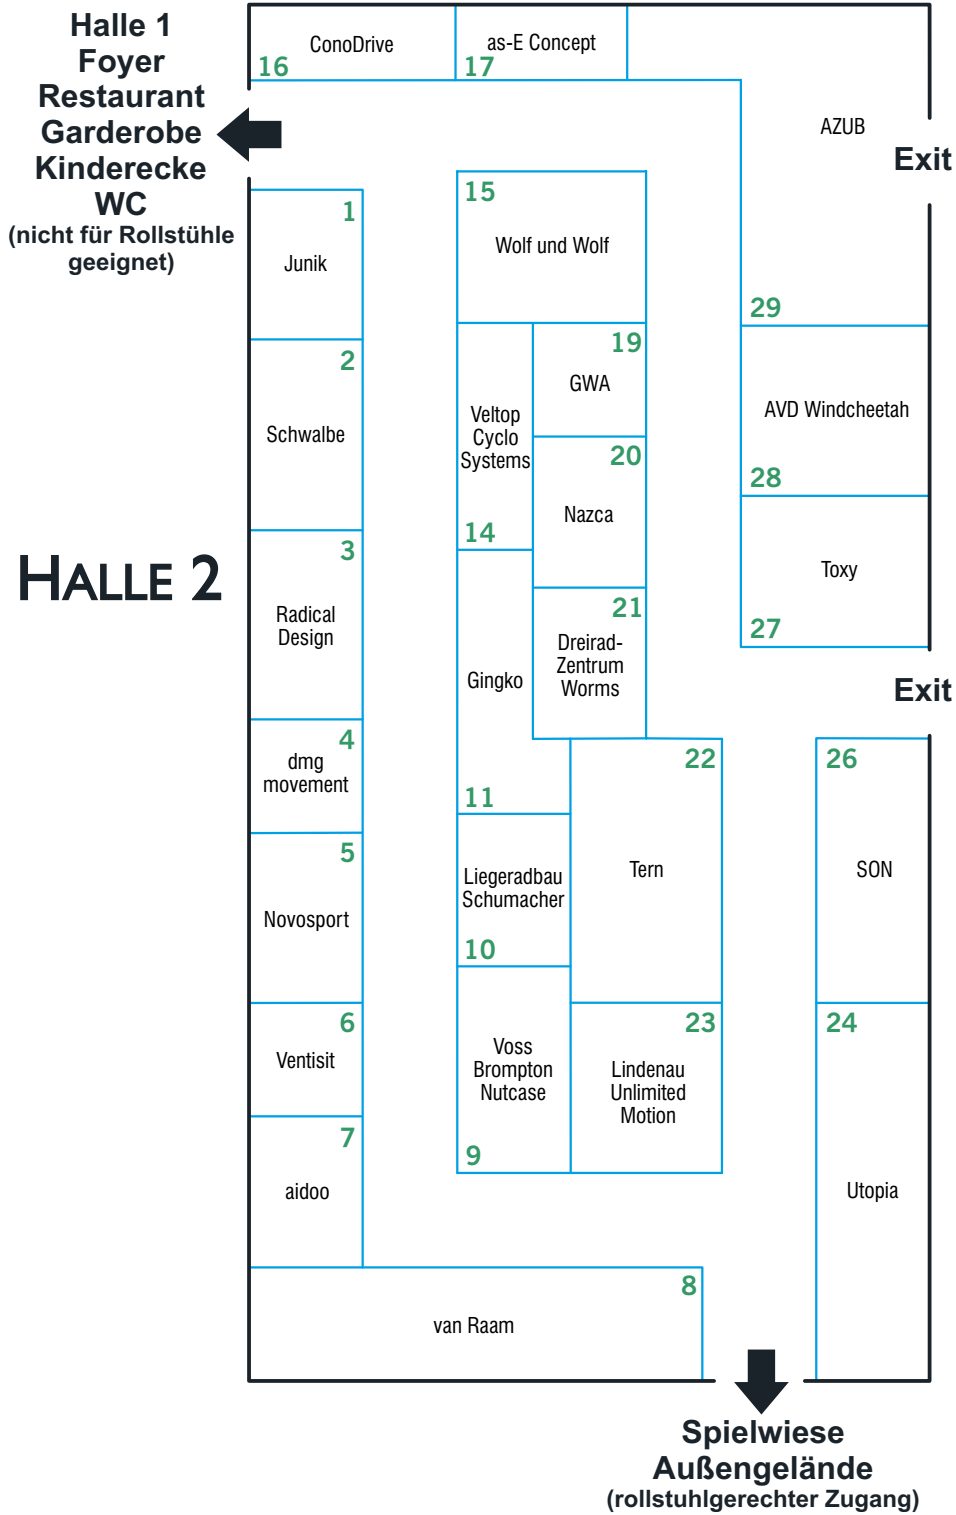 Halle 1
Foyer
Restaurant
Garderobe
Kinderecke
WC
(nicht für Rollstühle
geeignet)
ConoDrive
16
as-E Concept
17
AZUB
29
Exit
1
Junik
2
Schwalbe
3
Radical
Design
4
dmg
movement
5
Novosport
6
Ventisit
7
aidoo
8
van Raam
HALLE 2
15
Wolf und Wolf
Veltop
Cyclo
Systems
14
19
GWA
20
Nazca
21
Dreirad-
Zentrum
Worms
Gingko
11
Liegeradbau
Schumacher
10
Voss
Brompton
Nutcase
9
22
Tern
23
Lindenau
Unlimited
Motion
AVD Windcheetah
28
Toxy
27
Exit
26
SON
24
Utopia
Spielwiese
Außengelände
(rollstuhlgerechter Zugang)